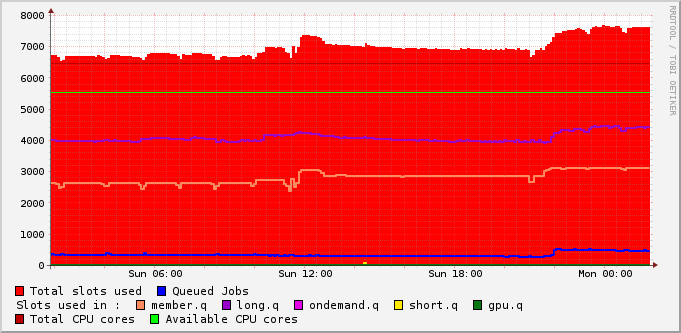 RRDTOOL / TOBI OETIKER
8000
7000
6000
5000
4000
3000
2000
1000
0
Sun 06:00 Sun 12:00 Sun 18:00 Mon 00:00
Total slots used Queued Jobs
Slots used in : member.q long.q ondemand.q short.q gpu.q
Total CPU cores Available CPU cores